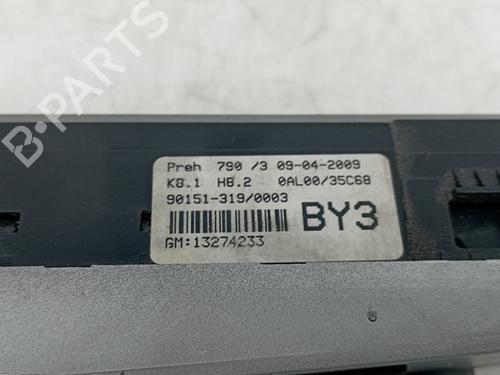 Preh 790 /3 09-04-2009
K8.1 H8.2 0AL00/35C68
90151-319/0003
BY3
GM:13274233
B-PARTS